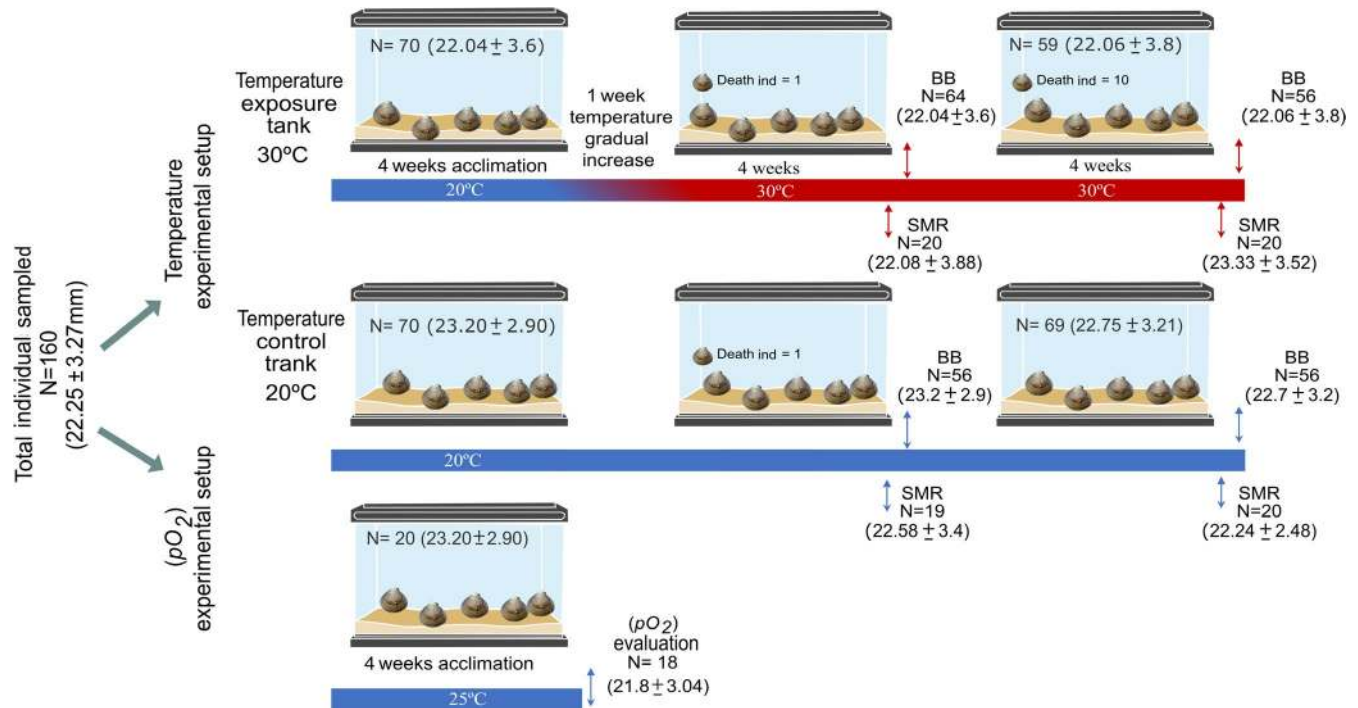 Total individual sampled
N=160
(22.25 ± 3.27mm)
Temperature
experimental setup
(pO2)
experimental setup
Temperature
exposure
tank
30ºC
N= 70 (22.04 ± 3.6)
4 weeks acclimation
20ºC
1 week
temperature
gradual
increase
Death ind = 1
4 weeks
30ºC
BB
N=64
(22.04 ± 3.6)
SMR
N=20
(22.08 ± 3.88)
N= 59 (22.06 ± 3.8)
Death ind = 10
4 weeks
30ºC
BB
N=56
(22.06 ± 3.8)
SMR
N=20
(23.33 ± 3.52)
Temperature
control
trank
20ºC
N= 70 (23.20 ± 2.90)
20ºC
Death ind = 1
BB
N=56
(23.2 ± 2.9)
SMR
N=19
(22.58 ± 3.4)
N= 69 (22.75 ± 3.21)
BB
N=56
(22.7 ± 3.2)
SMR
N=20
(22.24 ± 2.48)
N= 20 (23.20 ± 2.90)
4 weeks acclimation
25ºC
(pO2)
evaluation
N= 18
(21.8 ± 3.04)